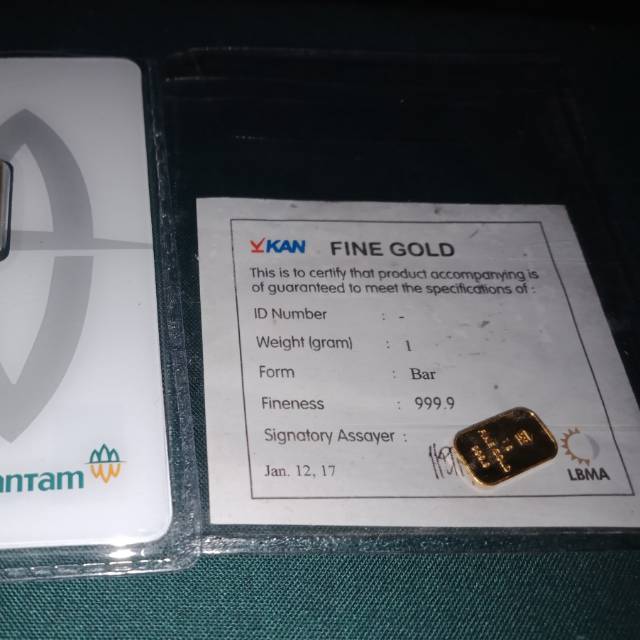 KAN FINE GOLD
This is to certify that product accompanying is
of guaranteed to meet the specifications of :
ID Number : -
Weight (gram) : 1
Form : Bar
Fineness : 999.9
Signatory Assayer :
Jan. 12, 17
LBMA
antam